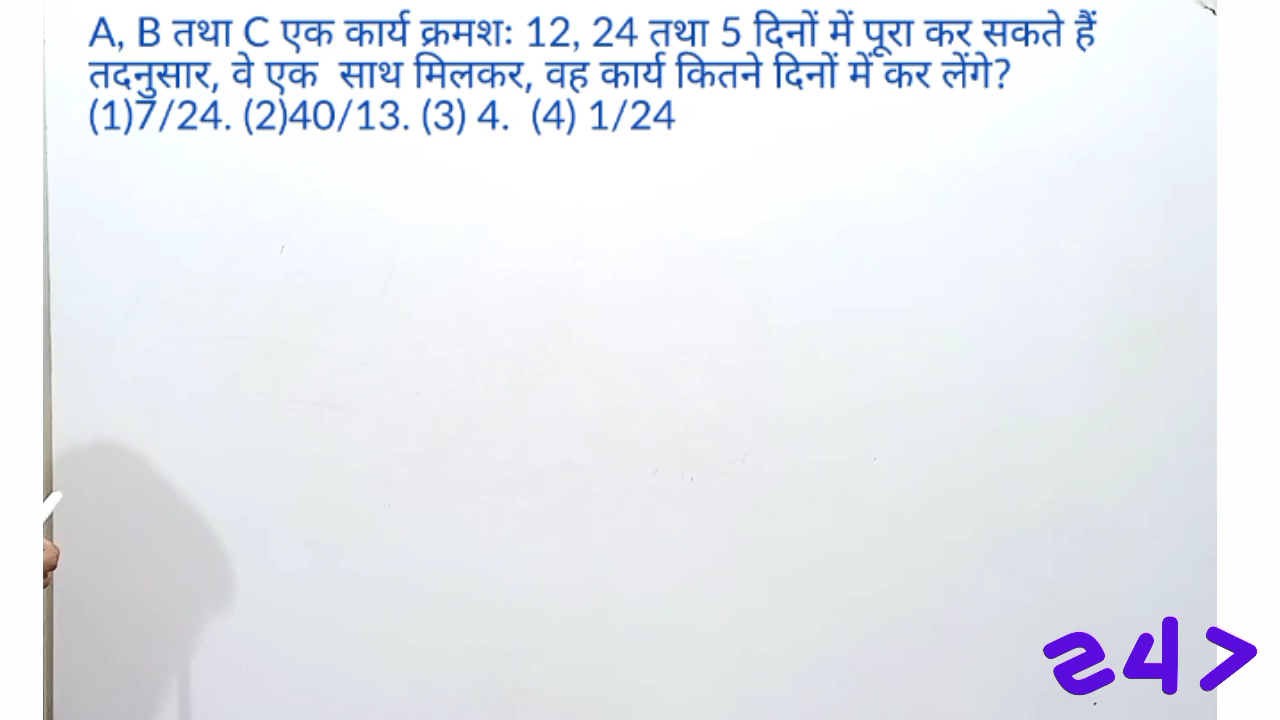 A, B तथा C एक कार्य क्रमशः 12, 24 तथा 5 दिनों में पूरा कर सकते हैं
तदनुसार, वे एक साथ मिलकर, वह कार्य कितने दिनों में कर लेंगे?
(1)7/24. (2)40/13. (3) 4. (4) 1/24
247